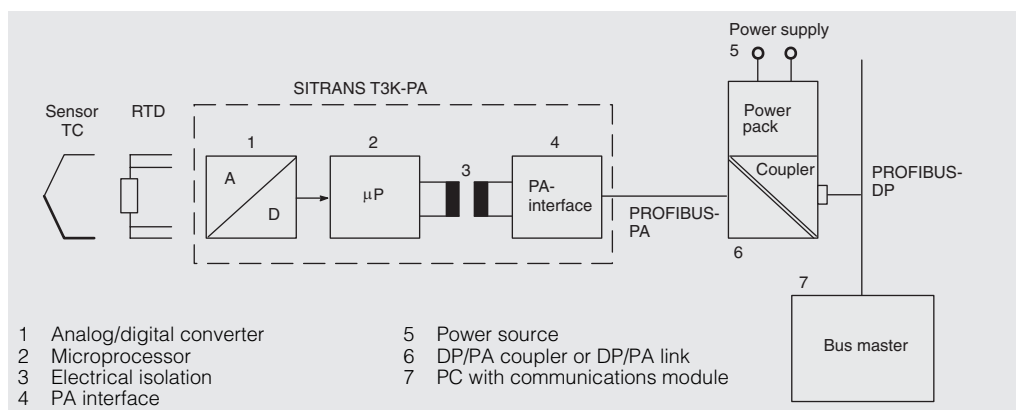 Power supply
5
SITRANS T3K-PA
Sensor
TC
RTD
1
2
3
4
A
D
μP
PA-
interface
PROFIBUS-
PA
Power
pack
Coupler
6
PROFIBUS-
DP
7
Bus master
1 Analog/digital converter
2 Microprocessor
3 Electrical isolation
4 PA interface
5 Power source
6 DP/PA coupler or DP/PA link
7 PC with communications module